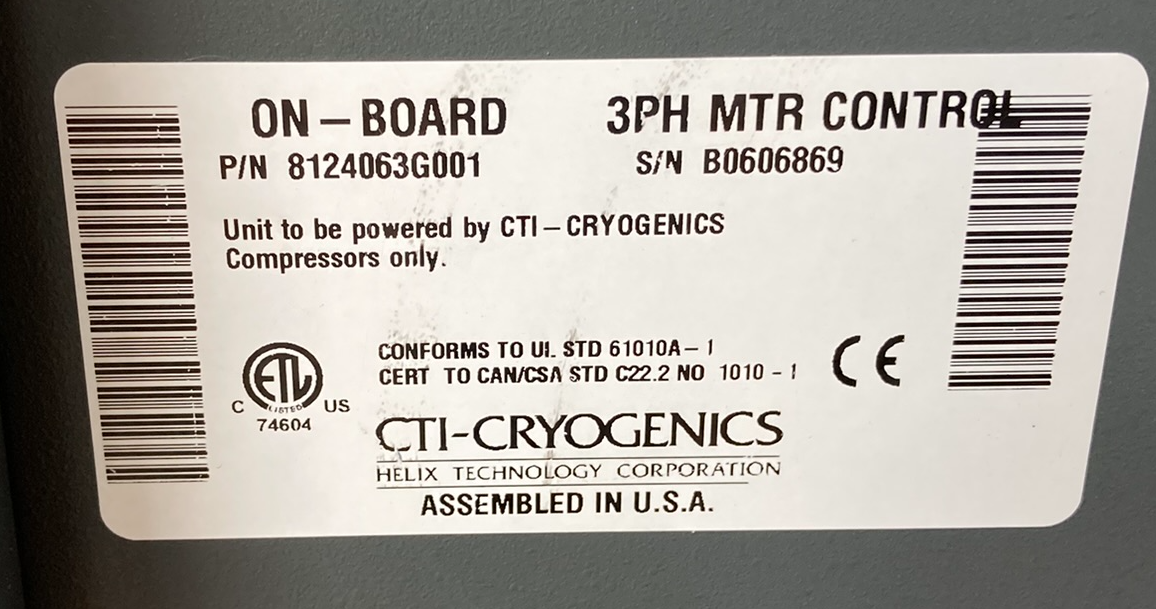 ON-BOARD 3PH MTR CONTROL
P/N 8124063G001 S/N B0606869
Unit to be powered by CTI-CRYOGENICS
Compressors only.
CONFORMS TO UL STD 61010A-1
CERT TO CAN/CSA STD C22.2 NO 1010-1
CE
ETL
LISTED
C US
74604
CTI-CRYOGENICS
HELIX TECHNOLOGY CORPORATION
ASSEMBLED IN U.S.A.